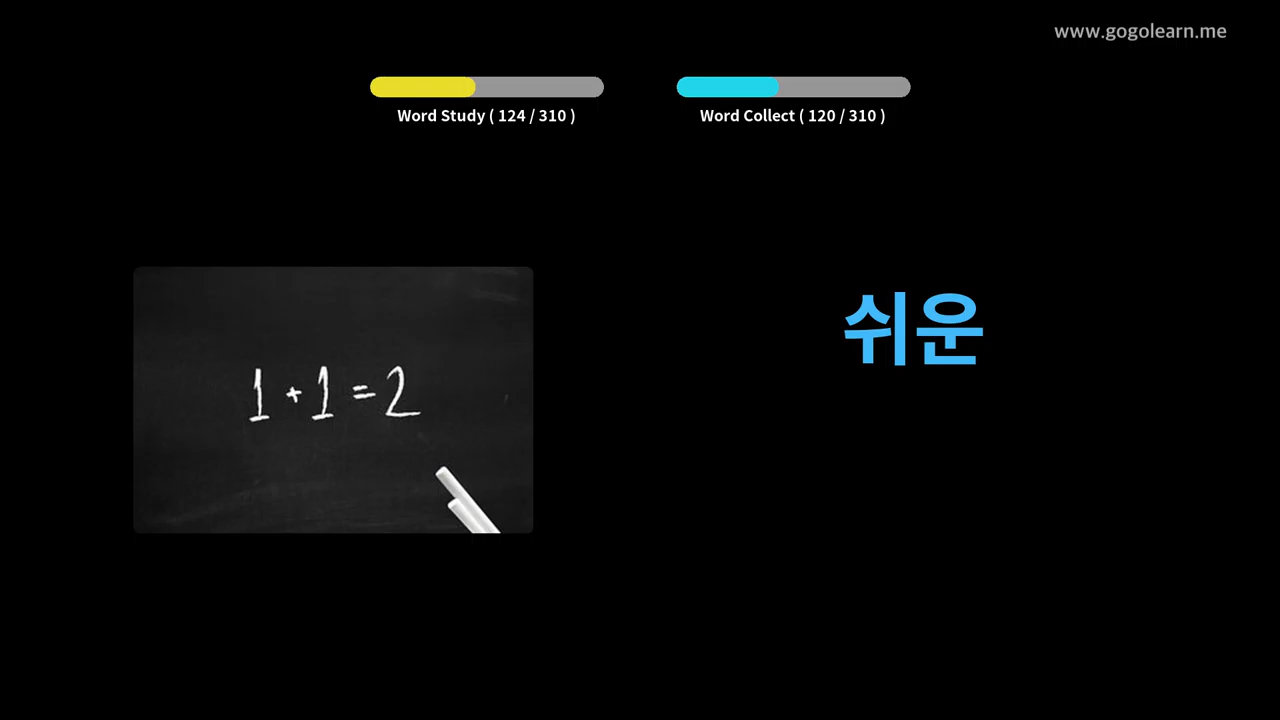 www.gogolearn.me
Word Study ( 124 / 310 )
Word Collect ( 120 / 310 )
쉬운
1 + 1 = 2